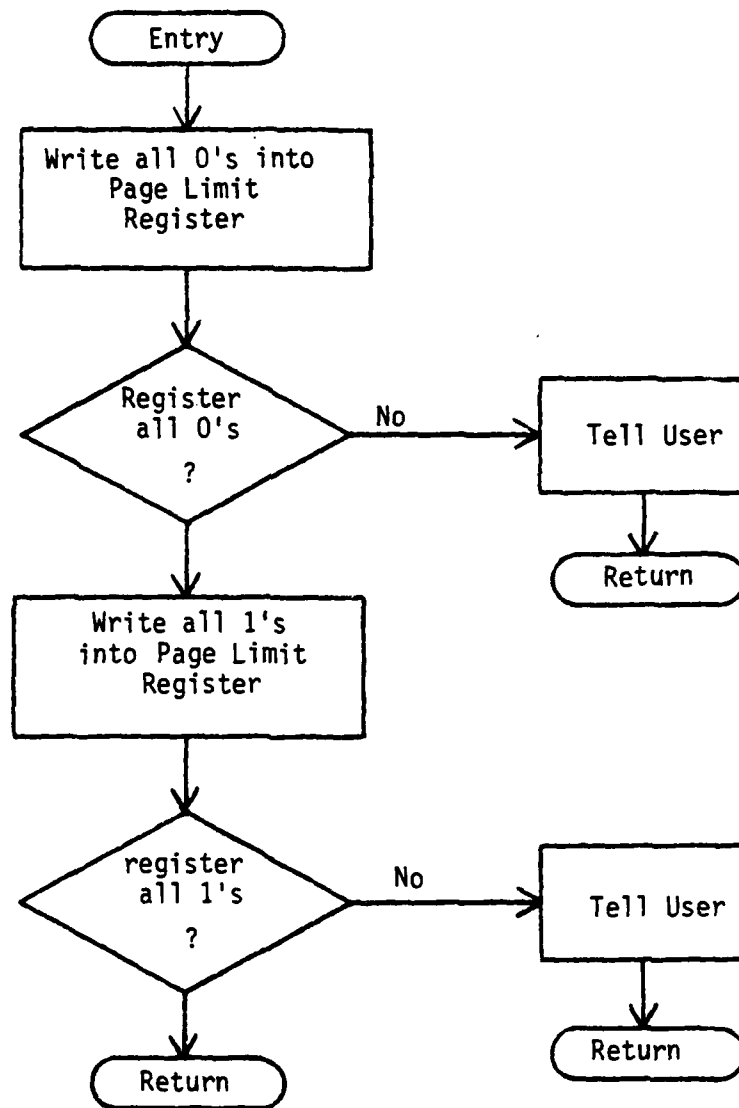 Entry
Write all 0's into
Page Limit
Register
Register
all 0's
?
No
Tell User
Return
Write all 1's
into Page Limit
Register
register
all 1's
?
No
Tell User
Return
Return